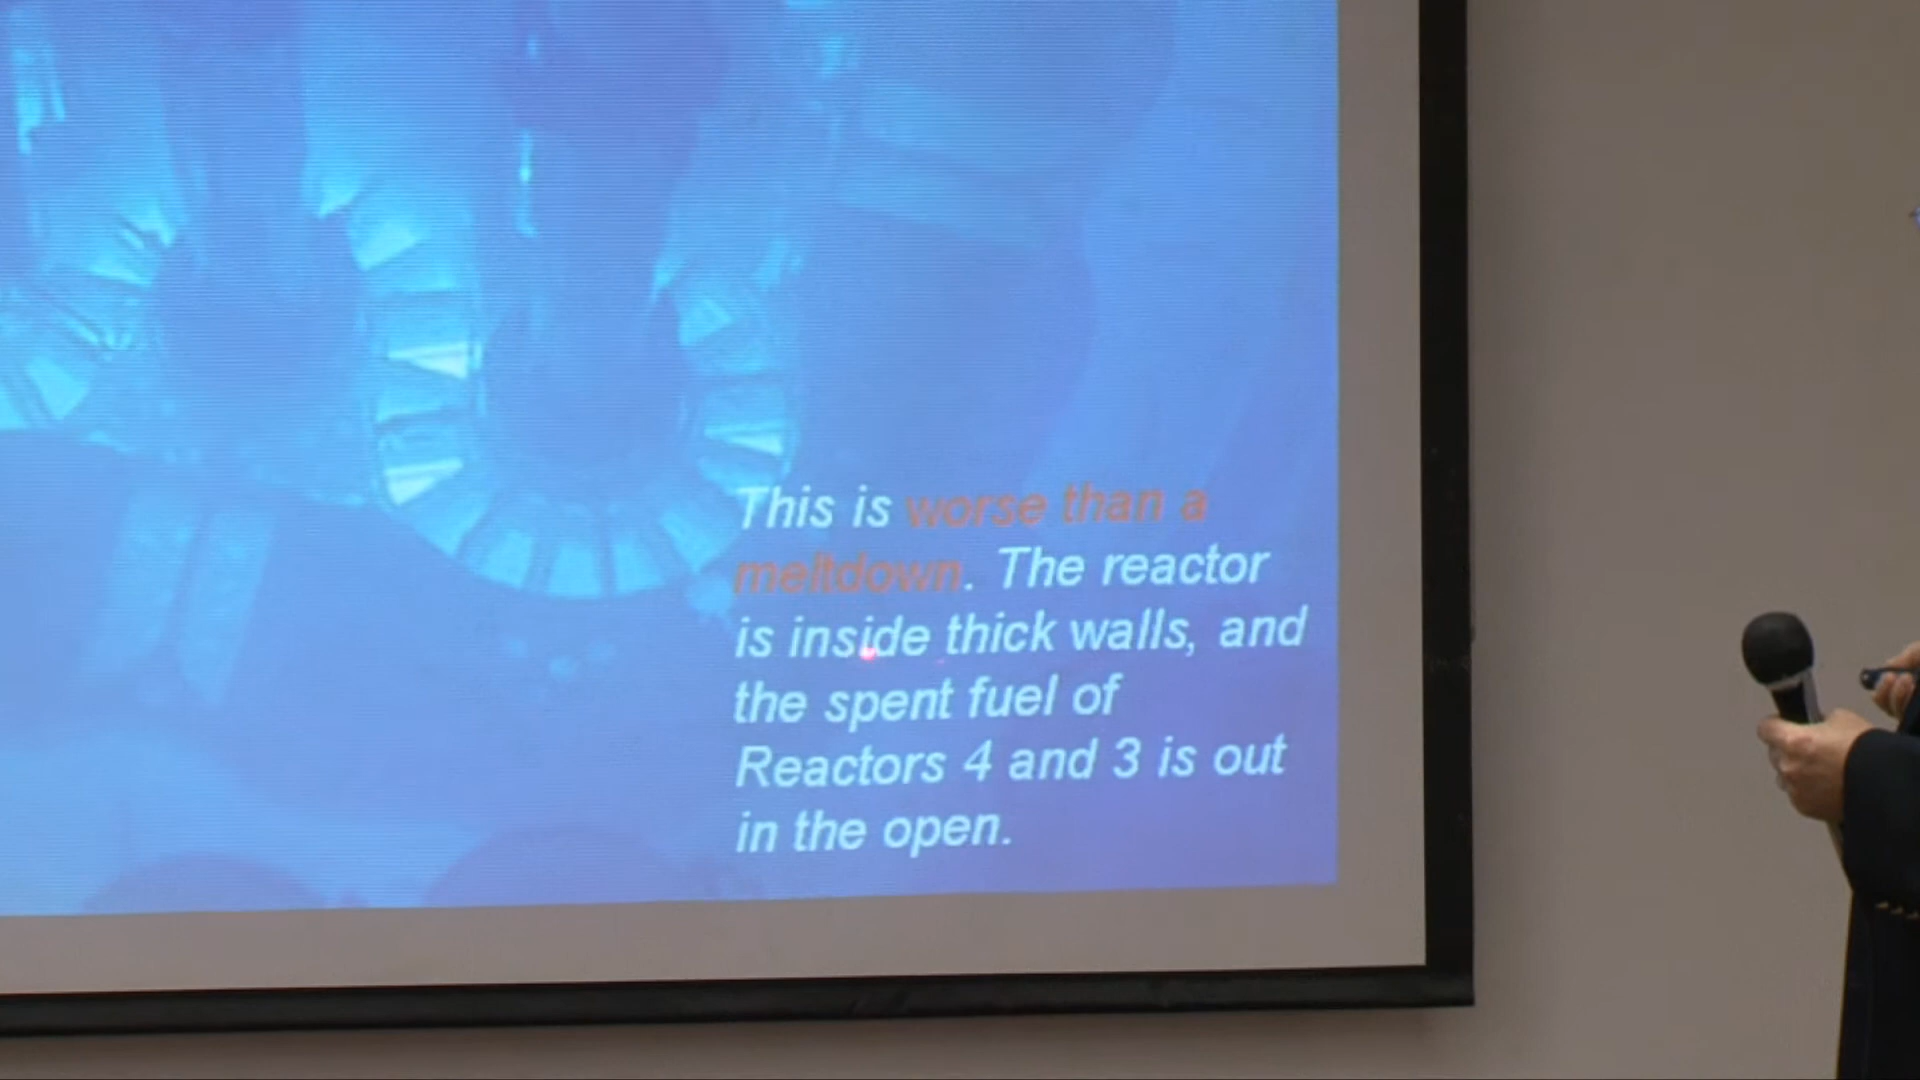 This is worse than a
meltdown. The reactor
is inside thick walls, and
the spent fuel of
Reactors 4 and 3 is out
in the open.